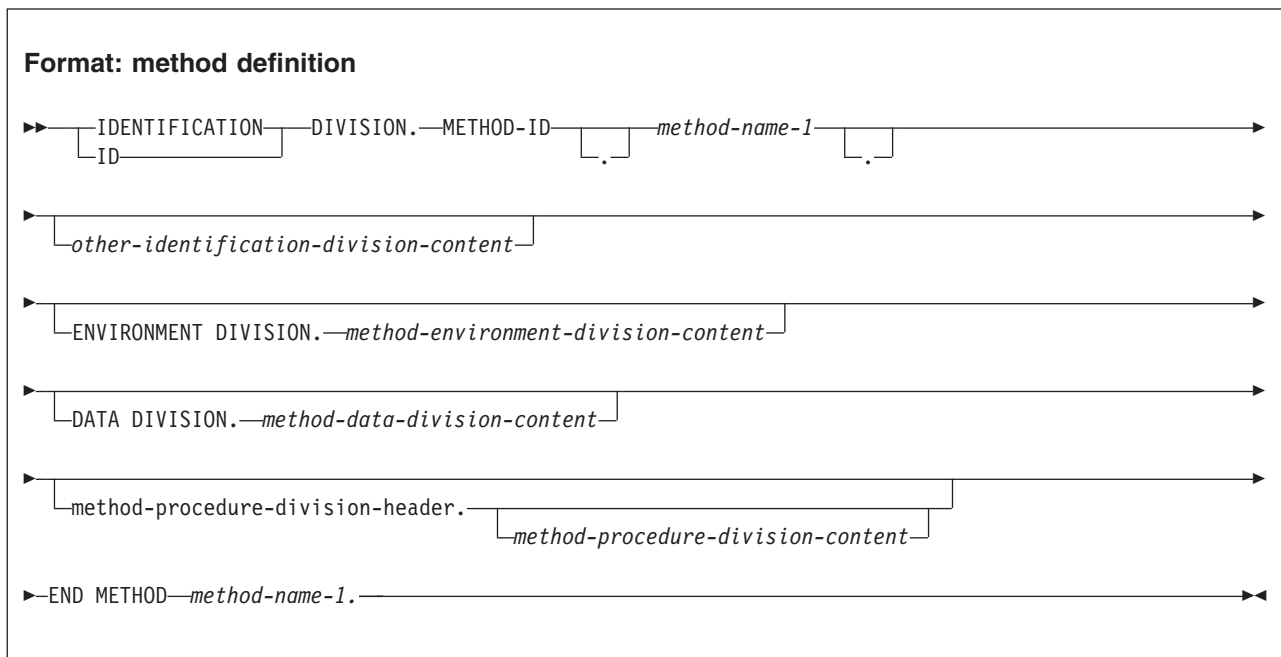 Format: method definition
IDENTIFICATION DIVISION. METHOD-ID . method-name-1 .
ID
other-identification-division-content
ENVIRONMENT DIVISION. method-environment-division-content
DATA DIVISION. method-data-division-content
method-procedure-division-header.
method-procedure-division-content
END METHOD method-name-1.